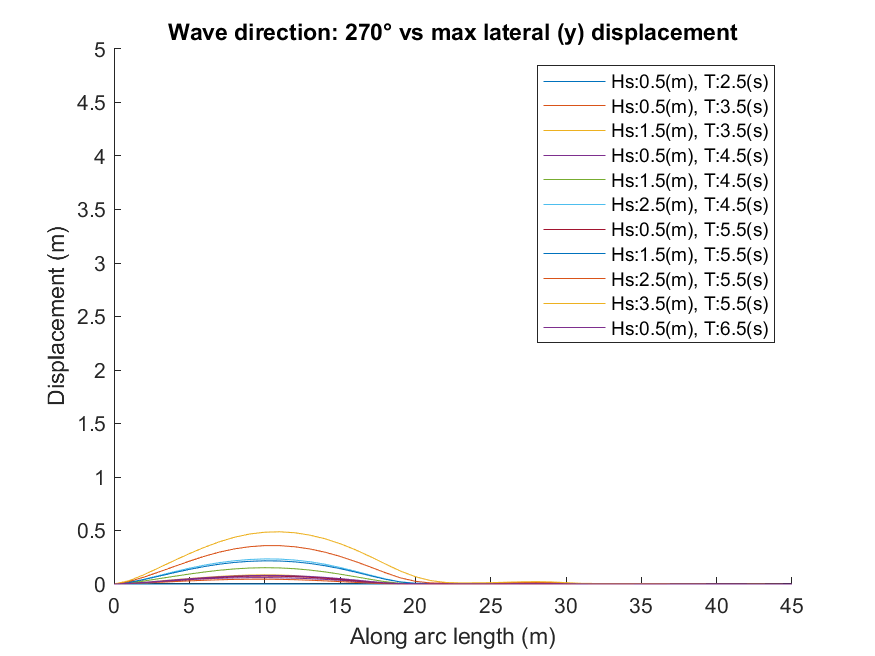 Wave direction: 270° vs max lateral (y) displacement
5
4.5
4
3.5
3
2.5
2
1.5
1
0.5
0
Displacement (m)
Hs:0.5(m), T:2.5(s)
Hs:0.5(m), T:3.5(s)
Hs:1.5(m), T:3.5(s)
Hs:0.5(m), T:4.5(s)
Hs:1.5(m), T:4.5(s)
Hs:2.5(m), T:4.5(s)
Hs:0.5(m), T:5.5(s)
Hs:1.5(m), T:5.5(s)
Hs:2.5(m), T:5.5(s)
Hs:3.5(m), T:5.5(s)
Hs:0.5(m), T:6.5(s)
0 5 10 15 20 25 30 35 40 45
Along arc length (m)